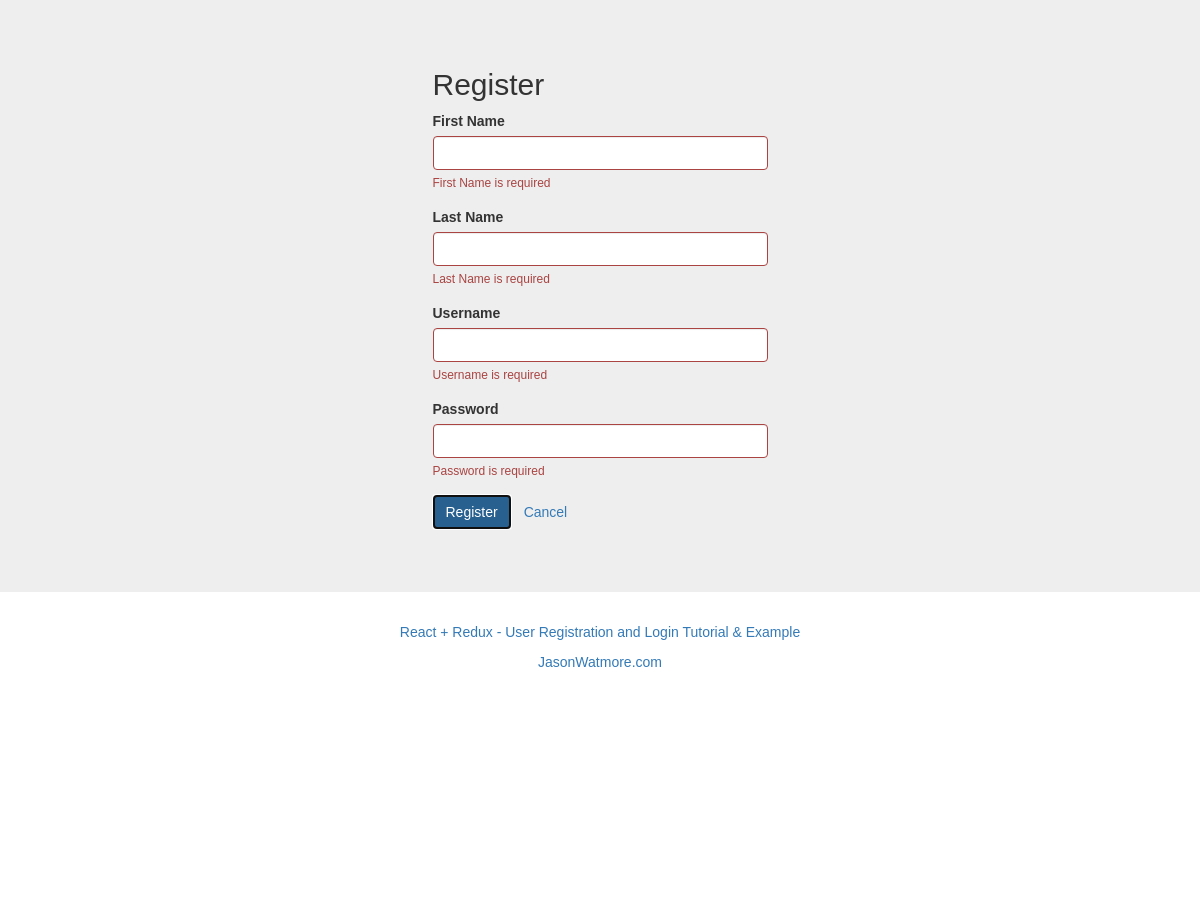 Register
First Name
First Name is required
Last Name
Last Name is required
Username
Username is required
Password
Password is required
Register Cancel
React + Redux - User Registration and Login Tutorial & Example
JasonWatmore.com